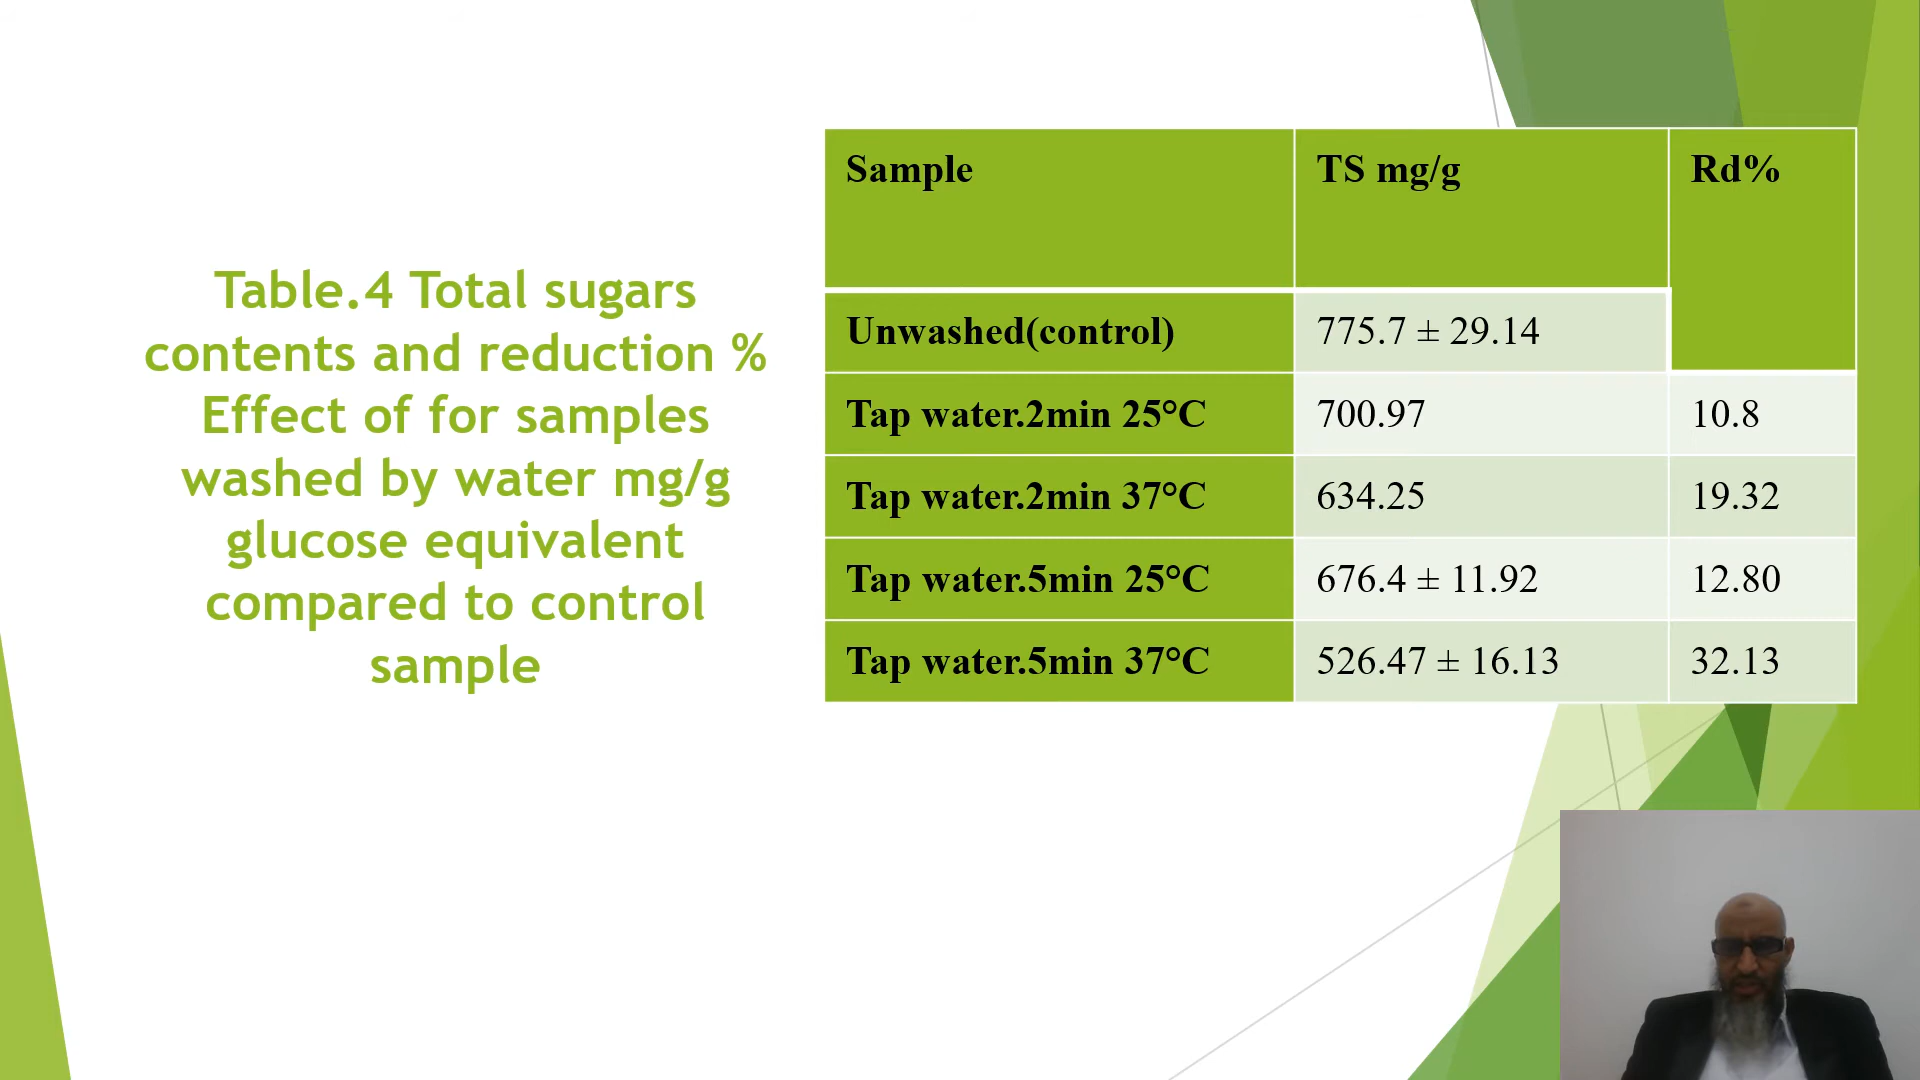 Table.4 Total sugars
contents and reduction %
Effect of for samples
washed by water mg/g
glucose equivalent
compared to control
sample
Sample TS mg/g Rd%
Unwashed(control) 775.7 ± 29.14
Tap water.2min 25°C 700.97 10.8
Tap water.2min 37°C 634.25 19.32
Tap water.5min 25°C 676.4 ± 11.92 12.80
Tap water.5min 37°C 526.47 ± 16.13 32.13